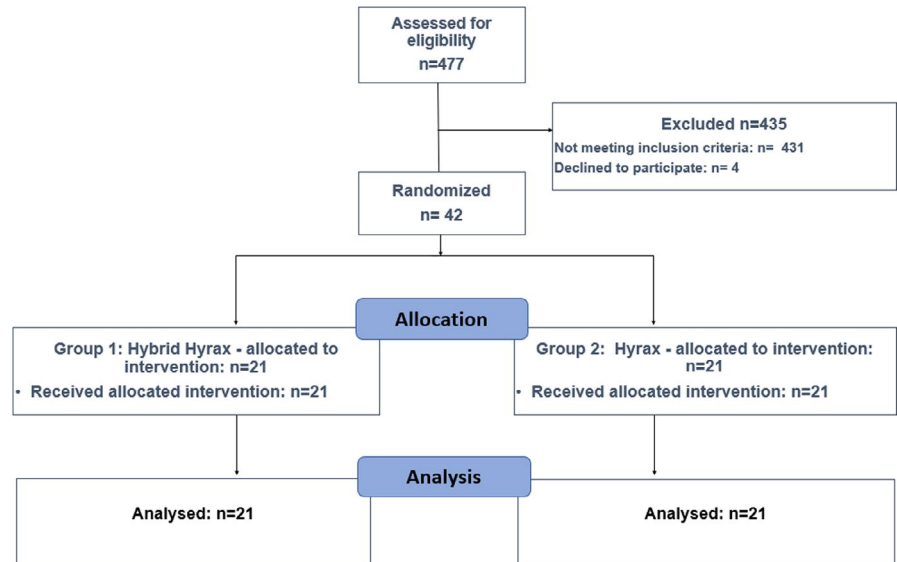 Assessed for
eligibility
n=477
Excluded n=435
Not meeting inclusion criteria: n= 431
Declined to participate: n= 4
Randomized
n= 42
Allocation
Group 1: Hybrid Hyrax - allocated to
intervention: n=21
• Received allocated intervention: n=21
Group 2: Hyrax - allocated to intervention:
n=21
• Received allocated intervention: n=21
Analysis
Analysed: n=21
Analysed: n=21